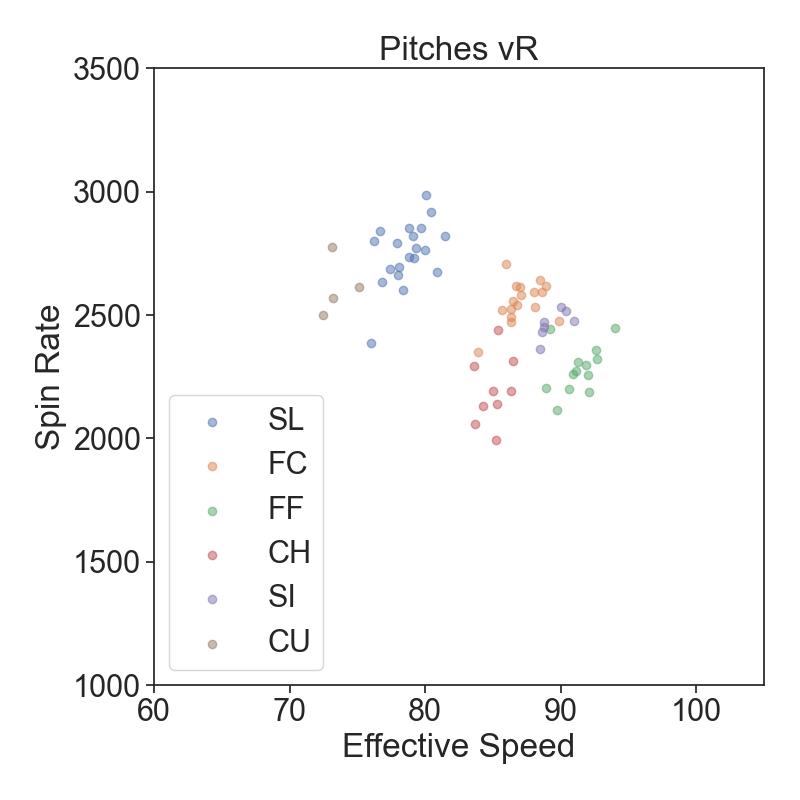 Pitches vR
3500
3000
2500
2000
1500
1000
Spin Rate
SL
FC
FF
CH
SI
CU
60 70 80 90 100
Effective Speed